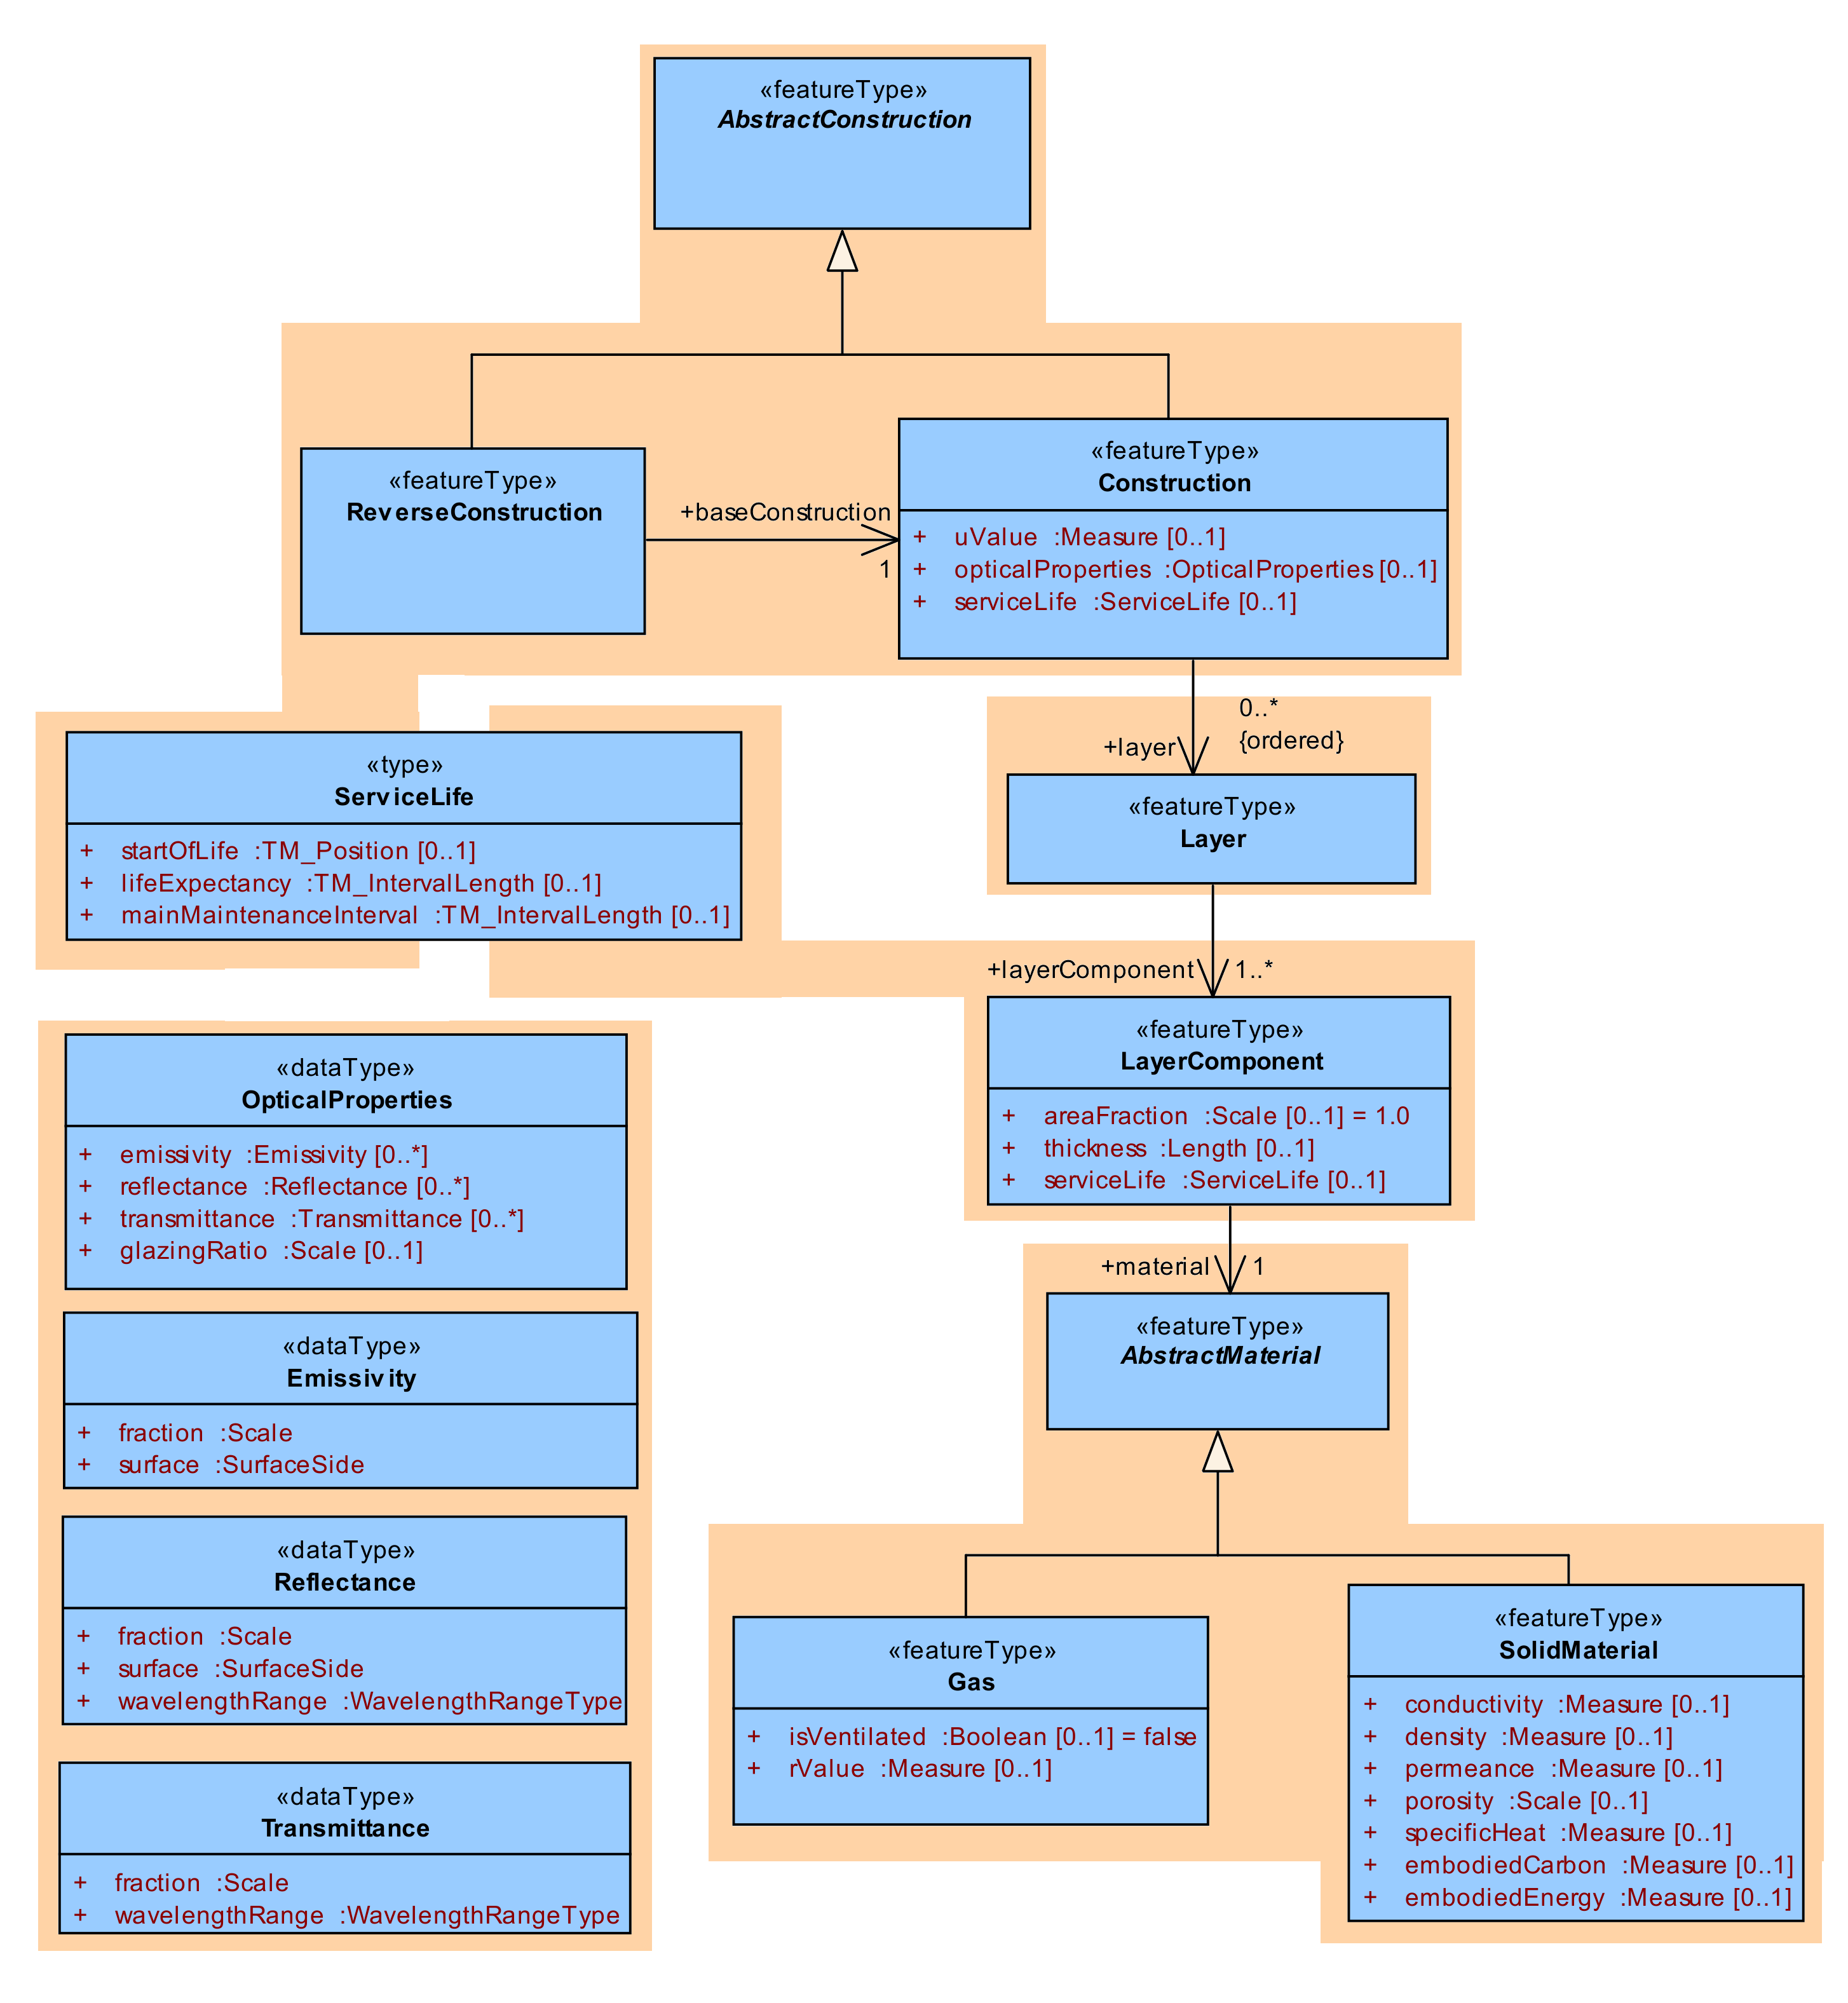 «featureType»
AbstractConstruction
«featureType»
ReverseConstruction
+baseConstruction
1
«featureType»
Construction
+ uValue :Measure [0..1]
+ opticalProperties :OpticalProperties [0..1]
+ serviceLife :ServiceLife [0..1]
0..*
{ordered}
+layer
«featureType»
Layer
«type»
ServiceLife
+ startOfLife :TM_Position [0..1]
+ lifeExpectancy :TM_IntervalLength [0..1]
+ mainMaintenanceInterval :TM_IntervalLength [0..1]
+layerComponent 1..*
«featureType»
LayerComponent
+ areaFraction :Scale [0..1] = 1.0
+ thickness :Length [0..1]
+ serviceLife :ServiceLife [0..1]
«dataType»
OpticalProperties
+ emissivity :Emissivity [0..*]
+ reflectance :Reflectance [0..*]
+ transmittance :Transmittance [0..*]
+ glazingRatio :Scale [0..1]
+material 1
«featureType»
AbstractMaterial
«dataType»
Emissivity
+ fraction :Scale
+ surface :SurfaceSide
«dataType»
Reflectance
+ fraction :Scale
+ surface :SurfaceSide
+ wavelengthRange :WavelengthRangeType
«dataType»
Transmittance
+ fraction :Scale
+ wavelengthRange :WavelengthRangeType
«featureType»
Gas
+ isVentilated :Boolean [0..1] = false
+ rValue :Measure [0..1]
«featureType»
SolidMaterial
+ conductivity :Measure [0..1]
+ density :Measure [0..1]
+ permeance :Measure [0..1]
+ porosity :Scale [0..1]
+ specificHeat :Measure [0..1]
+ embodiedCarbon :Measure [0..1]
+ embodiedEnergy :Measure [0..1]